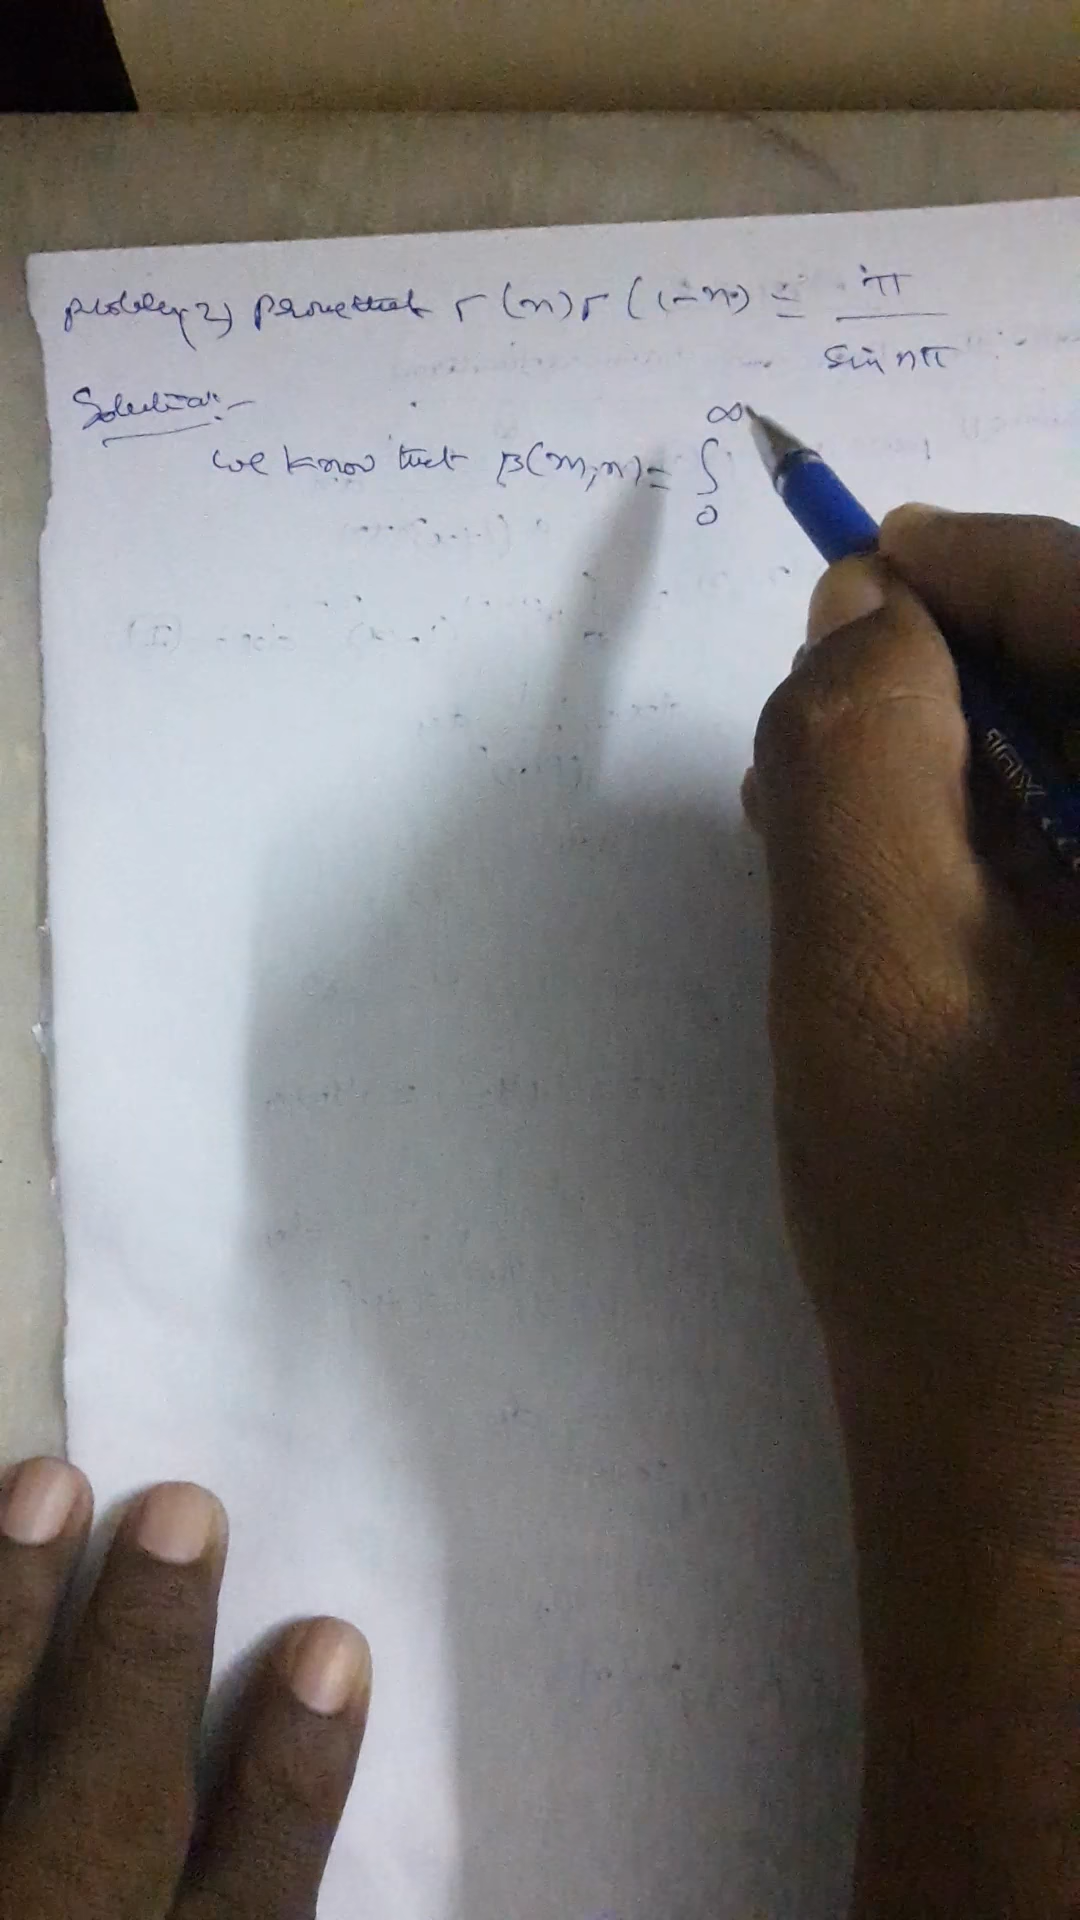 problem 2) Prove that Γ(n)Γ(1-n) = π / sin nπ
Solution:-
we know that β(m,n) = ∫₀^∞